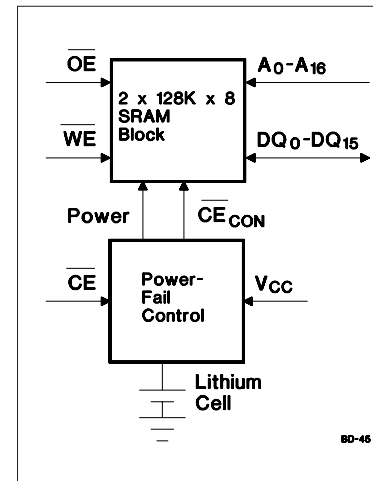 OE
A0-A16
2 x 128K x 8
SRAM
Block
WE
DQ0-DQ15
Power
CECON
CE
Power-
Fail
Control
VCC
Lithium
Cell
BD-45